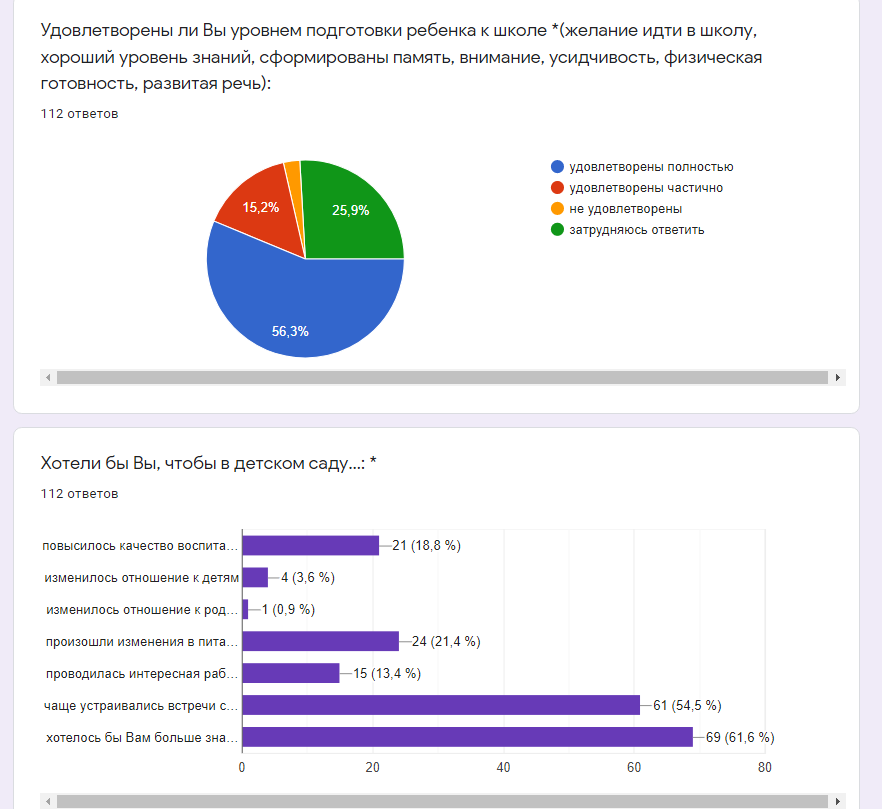 Удовлетворены ли Вы уровнем подготовки ребенка к школе *(желание идти в школу,
хороший уровень знаний, сформированы память, внимание, усидчивость, физическая
готовность, развитая речь):
112 ответов
удовлетворены полностью
удовлетворены частично
не удовлетворены
затрудняюсь ответить
15,2%
25,9%
56,3%
Хотели бы Вы, чтобы в детском саду...: *
112 ответов
повысилось качество воспита... 21 (18,8 %)
изменилось отношение к детям 4 (3,6 %)
изменилось отношение к род... 1 (0,9 %)
произошли изменения в пита... 24 (21,4 %)
проводилась интересная раб... 15 (13,4 %)
чаще устраивались встречи с... 61 (54,5 %)
хотелось бы Вам больше зна... 69 (61,6 %)
0 20 40 60 80